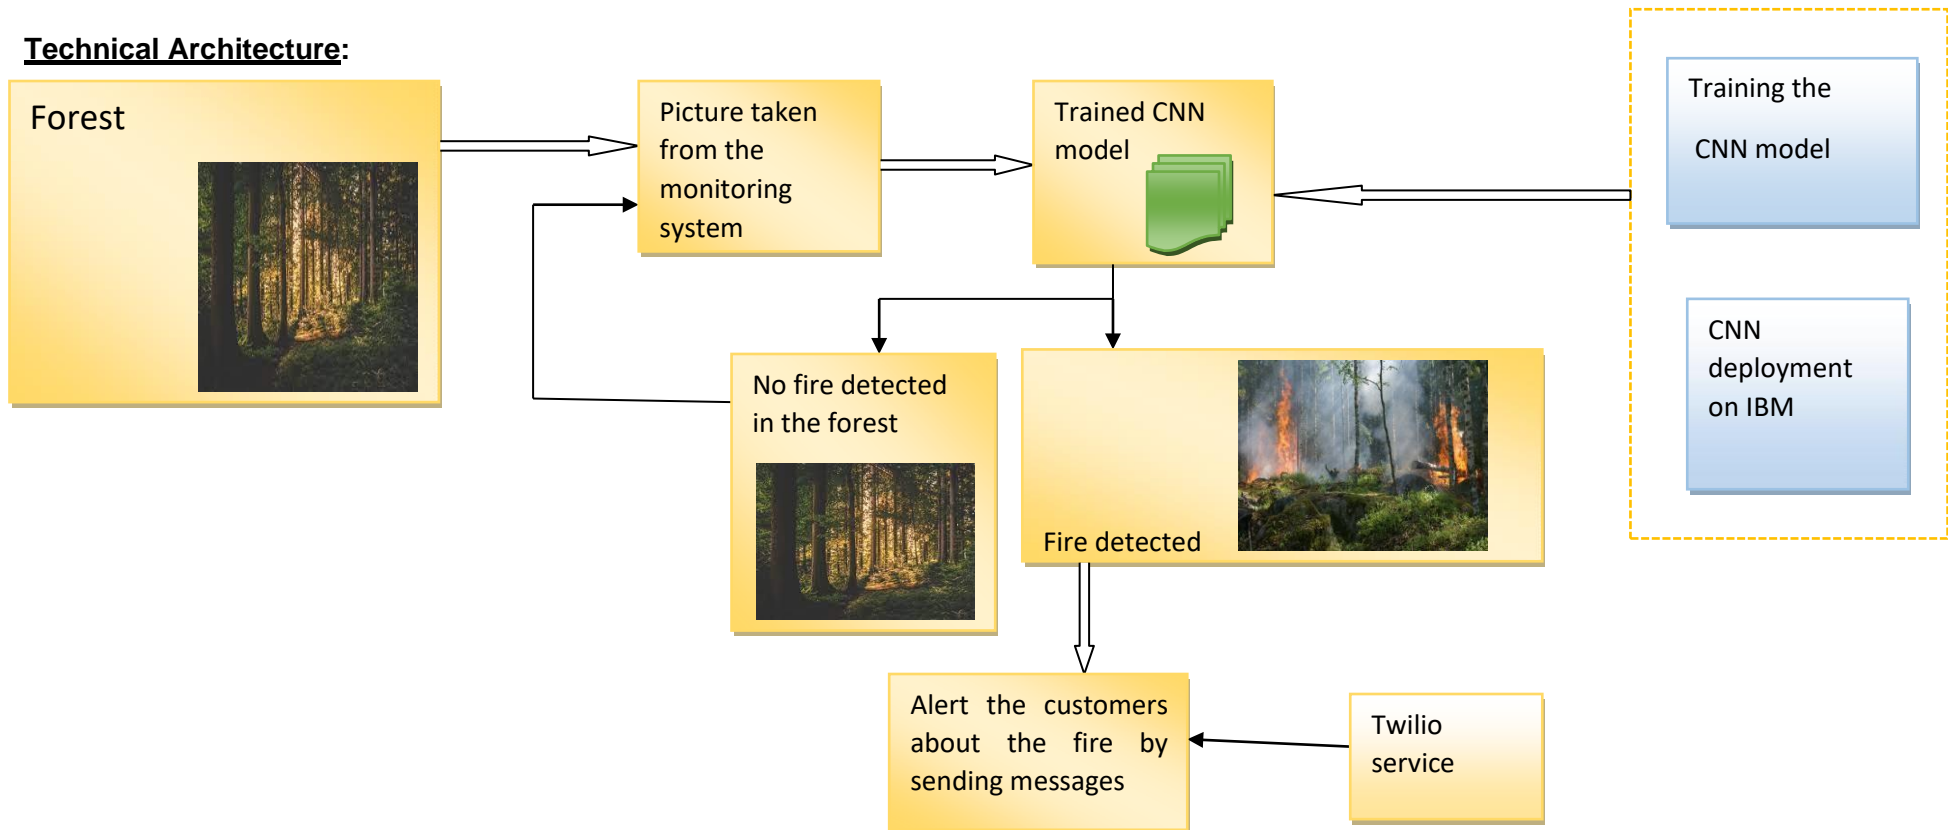 Technical Architecture:
Forest
Picture taken
from the
monitoring
system
Trained CNN
model
Training the
CNN model
CNN
deployment
on IBM
No fire detected
in the forest
Fire detected
Alert the customers
about the fire by
sending messages
Twilio
service